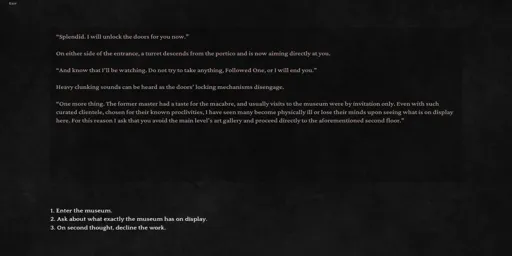 “Splendid. I will unlock the doors for you now.”
On either side of the entrance, a turret descends from the portico and is now aiming directly at you.
“And know that I'll be watching. Do not try to take anything, Followed One, or I will end you.”
Heavy clunking sounds can be heard as the doors' locking mechanisms disengage.
“One more thing. The former master had a taste for the macabre, and usually visits to the museum were by invitation only. Even with such
curated clientele, chosen for their known proclivities, I have seen many become physically ill or lose their minds upon seeing what is on display
here. For this reason I ask that you avoid the main level's art gallery and proceed directly to the aforementioned second floor.”
1. Enter the museum.
2. Ask about what exactly the museum has on display.
3. On second thought, decline the work.